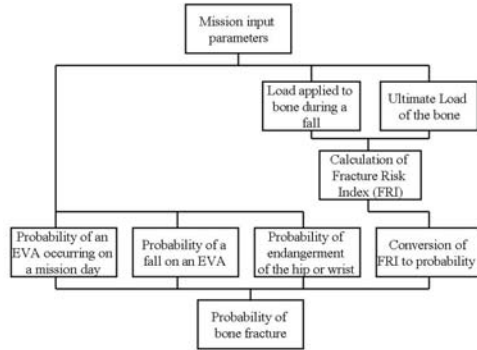 Mission input
parameters
Load applied to
bone during a
fall
Ultimate Load
of the bone
Calculation of
Fracture Risk
Index (FRI)
Probability of an
EVA occurring on
a mission day
Probability of a
fall on an EVA
Probability of
endangerment
of the hip or wrist
Conversion of
FRI to probability
Probability of
bone fracture